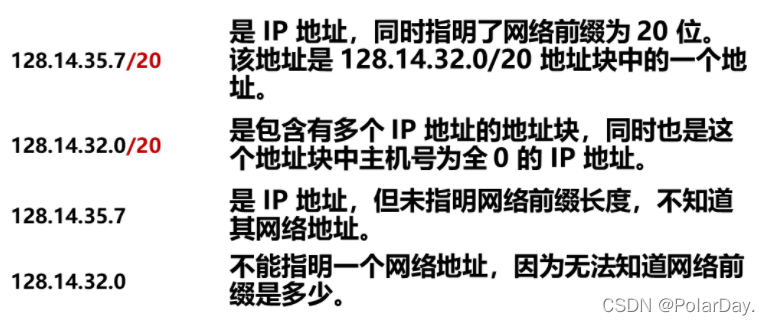 128.14.35.7/20
是 IP 地址，同时指明了网络前缀为 20 位。
该地址是 128.14.32.0/20 地址块中的一个地
址。
128.14.32.0/20
是包含有多个 IP 地址的地址块，同时也是这
个地址块中主机号为全 0 的 IP 地址。
128.14.35.7
是 IP 地址，但未指明网络前缀长度，不知道
其网络地址。
128.14.32.0
不能指明一个网络地址，因为无法知道网络前
缀是多少。
CSDN @PolarDay.